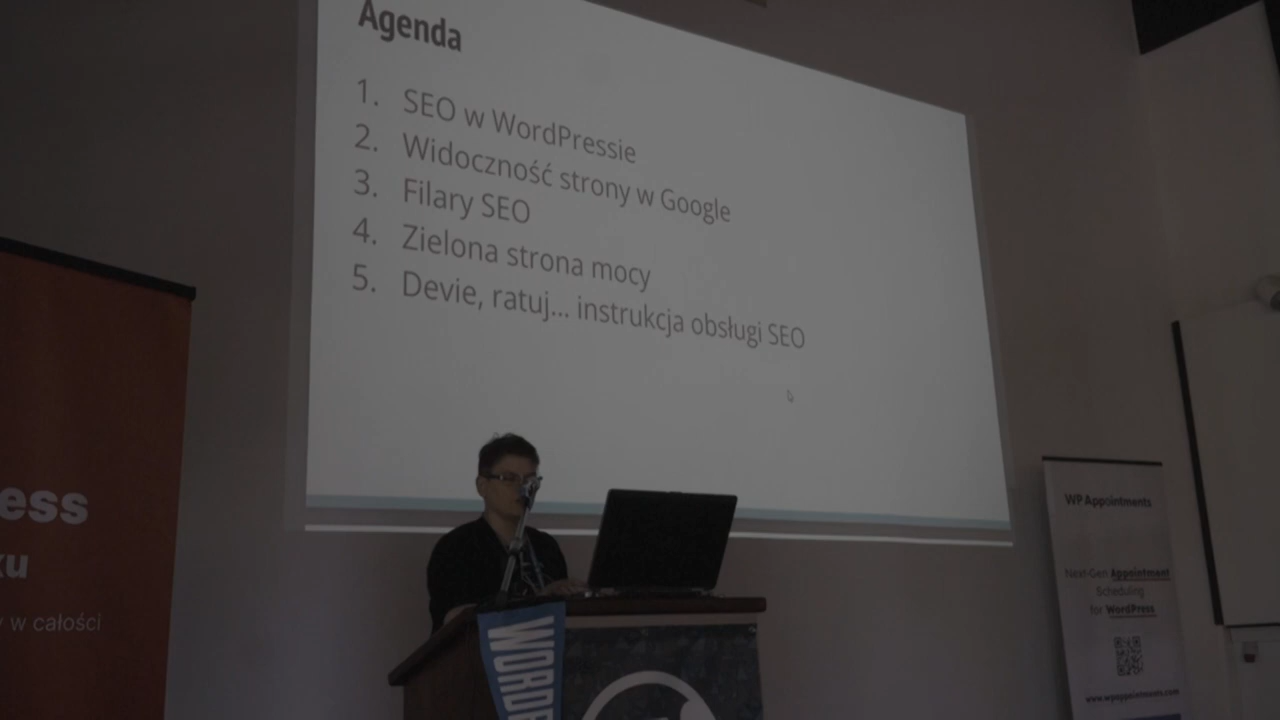 Agenda
1. SEO w WordPressie
2. Widoczność strony w Google
3. Filary SEO
4. Zielona strona mocy
5. Devie, ratuj... instrukcja obsługi SEO
ess
ku
w całości
WP Appointments
Next-Gen Appointment
Scheduling
for WordPress
www.wpappointments.com
WORDP